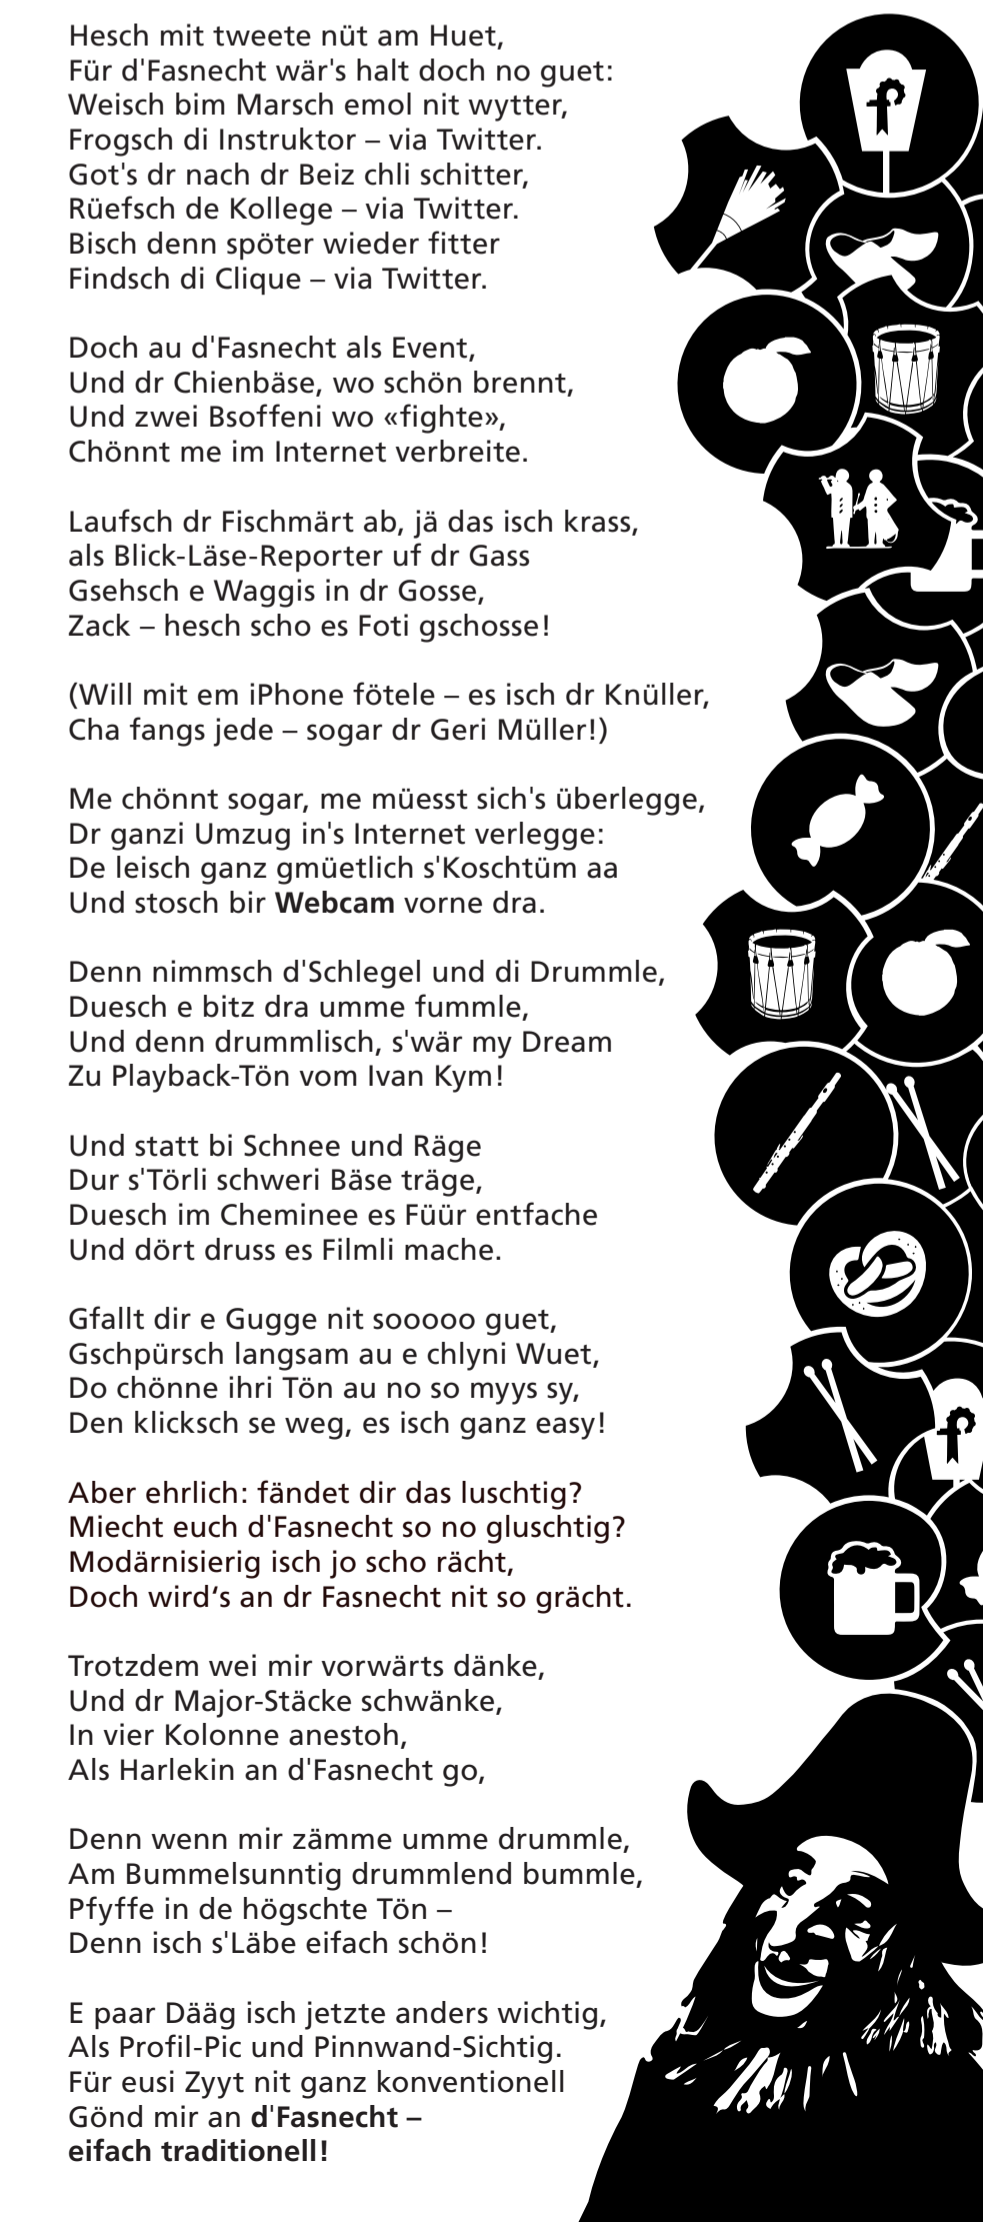 Hesch mit tweete nüt am Huet,
Für d'Fasnecht wär's halt doch no guet:
Weisch bim Marsch emol nit wytter,
Frogsch di Instruktor – via Twitter.
Got's dr nach dr Beiz chli schitter,
Rüefsch de Kollege – via Twitter.
Bisch denn spöter wieder fitter
Findsch di Clique – via Twitter.
Doch au d'Fasnecht als Event,
Und dr Chienbäse, wo schön brennt,
Und zwei Bsoffeni wo «fighte»,
Chönnt me im Internet verbreite.
Laufsch dr Fischmärt ab, jä das isch krass,
als Blick-Läse-Reporter uf dr Gass
Gsehsch e Waggis in dr Gosse,
Zack – hesch scho es Foti gschosse!
(Will mit em iPhone fötele – es isch dr Knüller,
Cha fangs jede – sogar dr Geri Müller!)
Me chönnt sogar, me müesst sich's überlegge,
Dr ganzi Umzug in's Internet verlegge:
De leisch ganz gmüetlich s'Koschtüm aa
Und stosch bir Webcam vorne dra.
Denn nimmsch d'Schlegel und di Drummle,
Duesch e bitz dra umme fummle,
Und denn drummlisch, s'wär my Dream
Zu Playback-Tön vom Ivan Kym!
Und statt bi Schnee und Räge
Dur s'Törli schweri Bäse träge,
Duesch im Cheminee es Füür entfache
Und dört druss es Filmli mache.
Gfallt dir e Gugge nit sooooo guet,
Gschpürsch langsam au e chlyni Wuet,
Do chönne ihri Tön au no so myys sy,
Den klicksch se weg, es isch ganz easy!
Aber ehrlich: fändet dir das luschtig?
Miecht euch d'Fasnecht so no gluschtig?
Modärnisierig isch jo scho rächt,
Doch wird‘s an dr Fasnecht nit so grächt.
Trotzdem wei mir vorwärts dänke,
Und dr Major-Stäcke schwänke,
In vier Kolonne anestoh,
Als Harlekin an d'Fasnecht go,
Denn wenn mir zämme umme drummle,
Am Bummelsunntig drummlend bummle,
Pfyffe in de högschte Tön –
Denn isch s'Läbe eifach schön!
E paar Dääg isch jetzte anders wichtig,
Als Profil-Pic und Pinnwand-Sichtig.
Für eusi Zyyt nit ganz konventionell
Gönd mir an d'Fasnecht –
eifach traditionell!